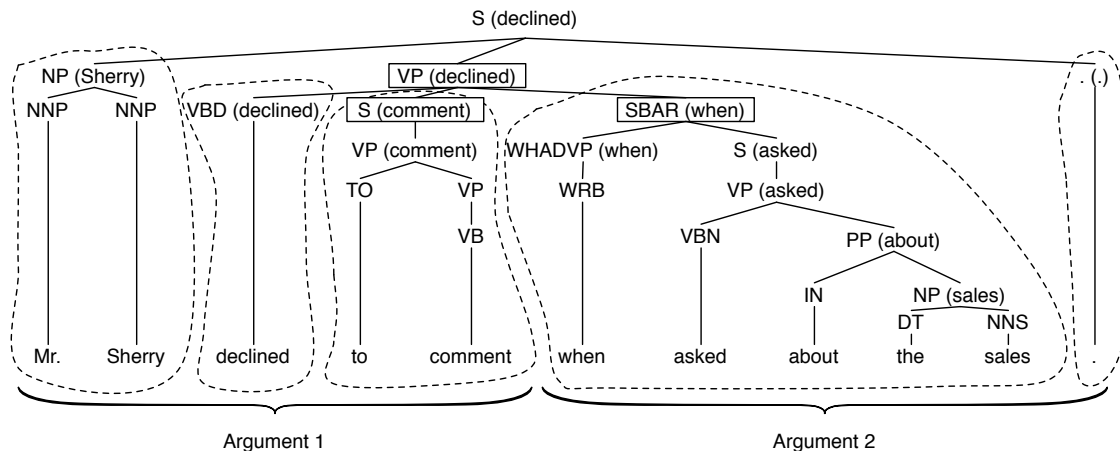 S (declined)
NP (Sherry) VP (declined) . (.)
NNP NNP VBD (declined) S (comment) SBAR (when)
VP (comment) WHADVP (when) S (asked)
TO VP WRB VP (asked)
VB VBN PP (about)
IN NP (sales)
DT NNS
Mr. Sherry declined to comment when asked about the sales .
Argument 1 Argument 2